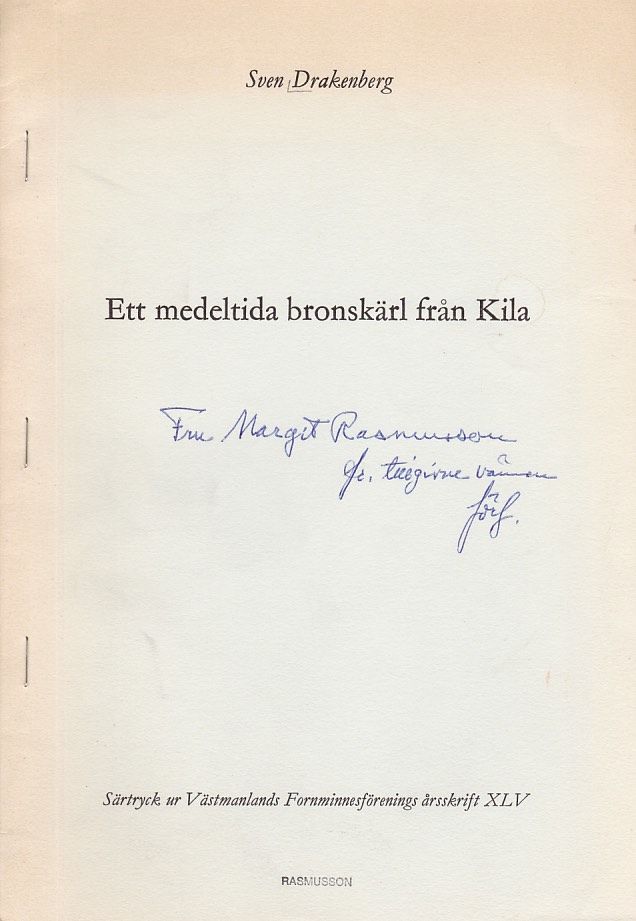 Sven Drakenberg
Ett medeltida bronskärl från Kila
Fru Margit Rasmusson
fr. tillgivne vännen
förf.
Särtryck ur Västmanlands Fornminnesförenings årsskrift XLV
RASMUSSON